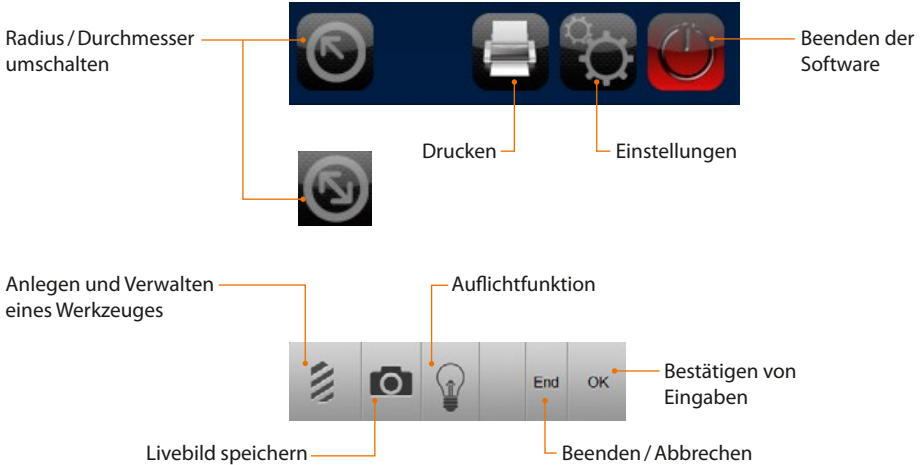 Radius / Durchmesser
umschalten
Beenden der
Software
Drucken
Einstellungen
Anlegen und Verwalten
eines Werkzeuges
Auflichtfunktion
End
OK
Bestätigen von
Eingaben
Livebild speichern
Beenden / Abbrechen